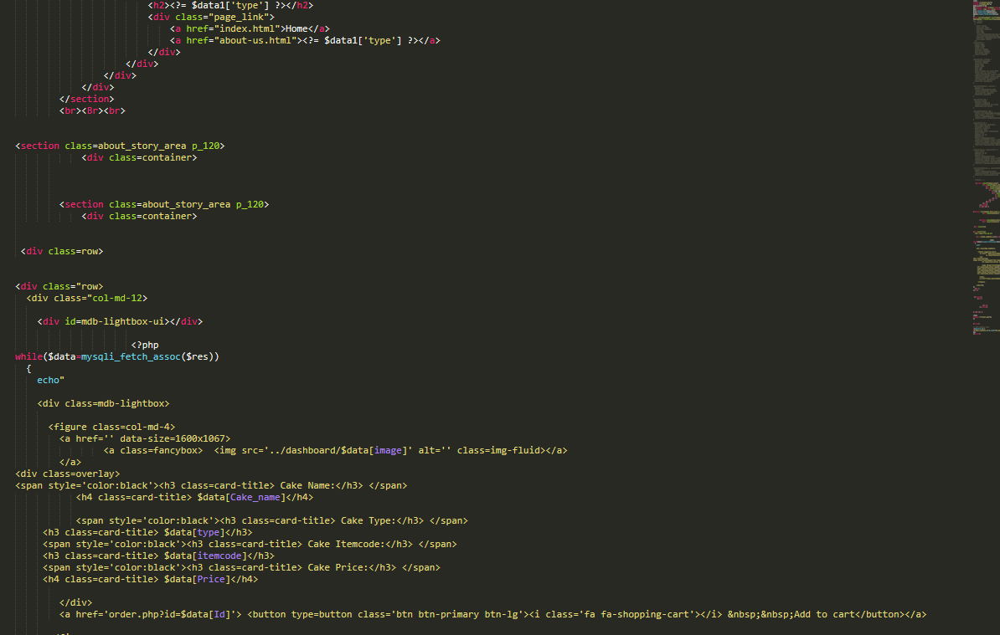 <h2><?= $data1['type'] ?></h2>
<div class="page_link">
<a href="index.html">Home</a>
<a href="about-us.html"><?= $data1['type'] ?></a>
</div>
</div>
</div>
</div>
</section>
<br><Br><br>
<section class=about_story_area p_120>
<div class=container>
<section class=about_story_area p_120>
<div class=container>
<div class=row>
<div class="row>
<div class="col-md-12>
<div id=mdb-lightbox-ui></div>
<?php
while($data=mysqli_fetch_assoc($res))
{
echo"
<div class=mdb-lightbox>
<figure class=col-md-4>
<a href='' data-size=1600x1067>
<a class=fancybox>  <img src='../dashboard/$data[image]' alt='' class=img-fluid></a>
</a>
<div class=overlay>
<span style='color:black'><h3 class=card-title> Cake Name:</h3> </span>
<h4 class=card-title> $data[Cake_name]</h4>
<span style='color:black'><h3 class=card-title> Cake Type:</h3> </span>
<h3 class=card-title> $data[type]</h3>
<span style='color:black'><h3 class=card-title> Cake Itemcode:</h3> </span>
<h3 class=card-title> $data[itemcode]</h3>
<span style='color:black'><h3 class=card-title> Cake Price:</h3> </span>
<h4 class=card-title> $data[Price]</h4>
</div>
<a href='order.php?id=$data[Id]'> <button type=button class='btn btn-primary btn-lg'><i class='fa fa-shopping-cart'></i> &nbsp;&nbsp;Add to cart</button></a>